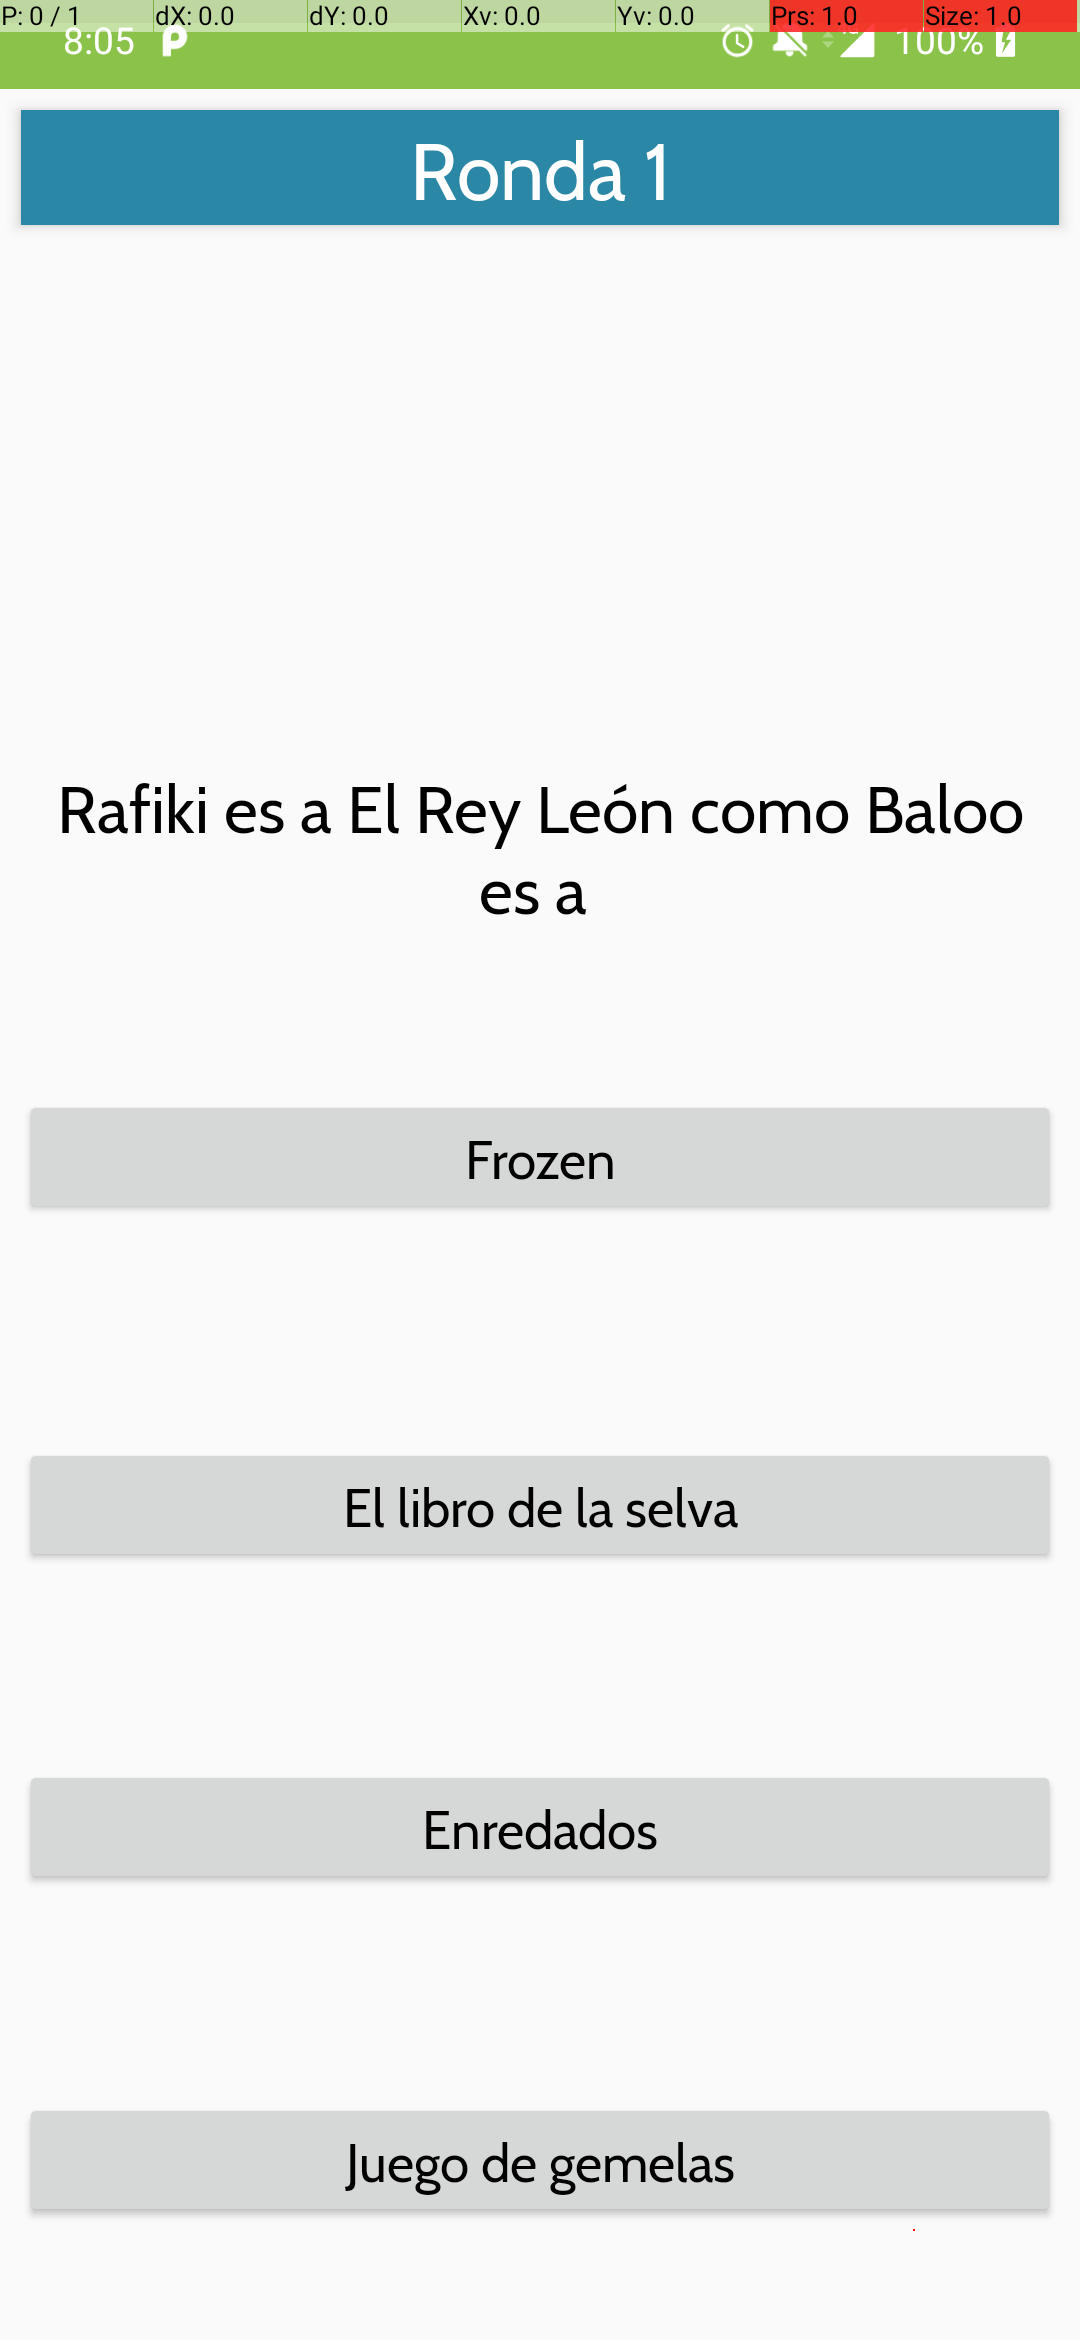 P: 0 / 1 dX: 0.0 dY: 0.0 Xv: 0.0 Yv: 0.0 Prs: 1.0 Size: 1.0
8:05 100%
Ronda 1
Rafiki es a El Rey León como Baloo
es a
Frozen
El libro de la selva
Enredados
Juego de gemelas